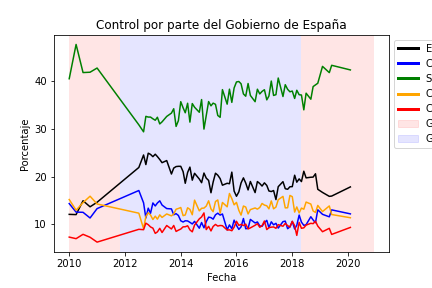 Control por parte del Gobierno de España
Porcentaje
40
30
20
10
2010
2012
2014
2016
2018
2020
Fecha
E
C
S
C
C
G
G